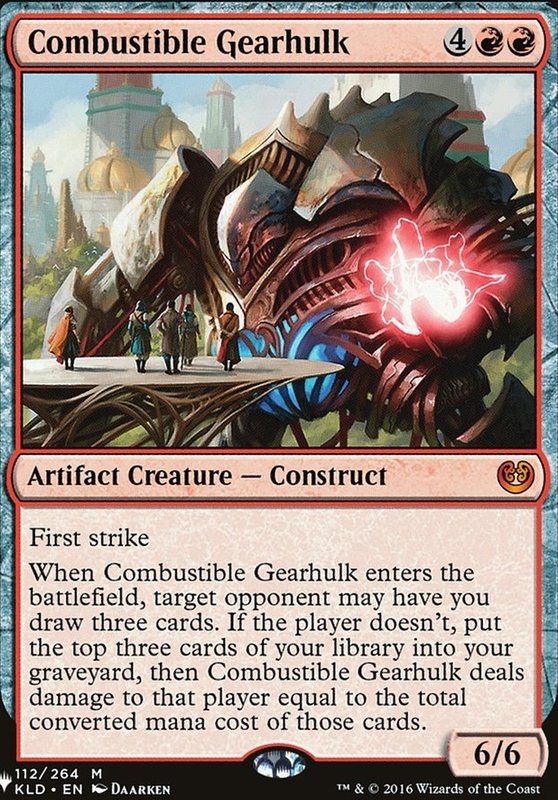 Combustible Gearhulk 4
Artifact Creature — Construct
First strike
When Combustible Gearhulk enters the
battlefield, target opponent may have you
draw three cards. If the player doesn't, put
the top three cards of your library into your
graveyard, then Combustible Gearhulk deals
damage to that player equal to the total
converted mana cost of those cards.
6/6
112/264 M
KLD • EN Daarken
™ & © 2016 Wizards of the Coast